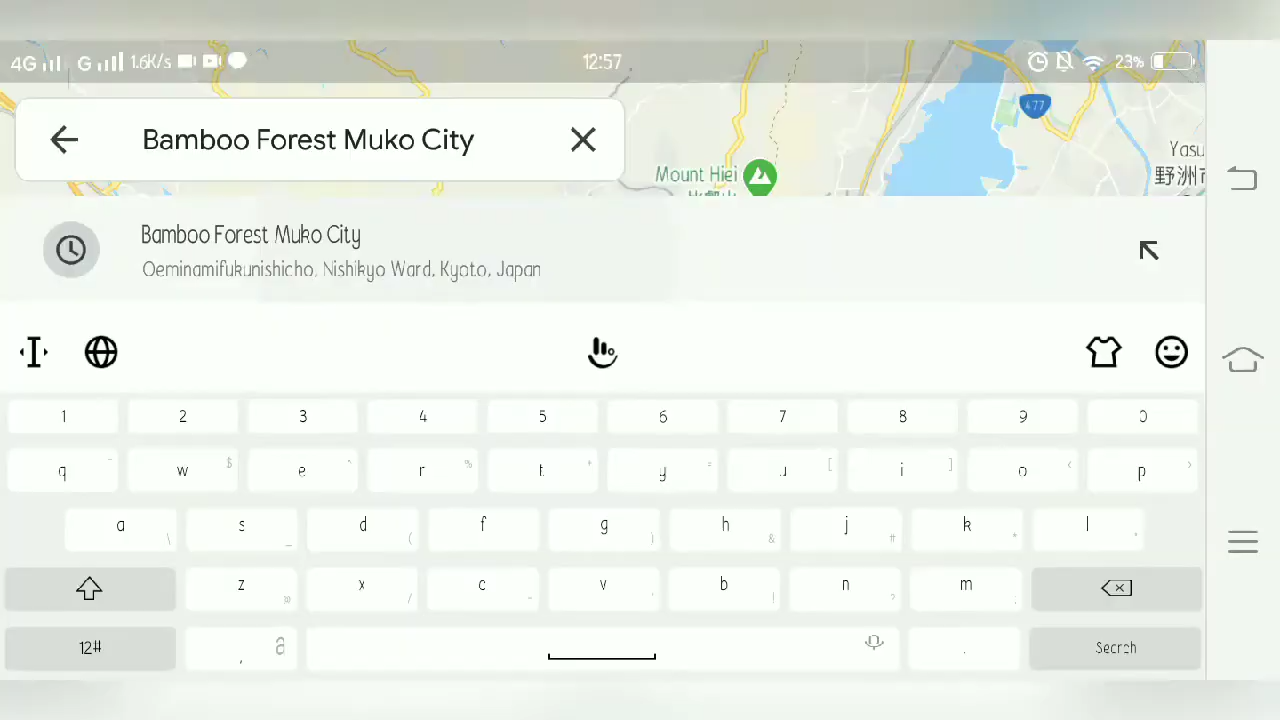 4G G 1.6K/s 12:57 23%
Bamboo Forest Muko City
477
Mount Hiei
Yasu
野洲市
Bamboo Forest Muko City
Oeminamifukunishicho, Nishikyo Ward, Kyoto, Japan
1 2 3 4 5 6 7 8 9 0
q w $ e r % t + y = u [ i ] o < p >
a \ s _ d ( f g ) h & j # k * l
z @ x / c - v ' b ! n ? m ;
12# , a .
Search